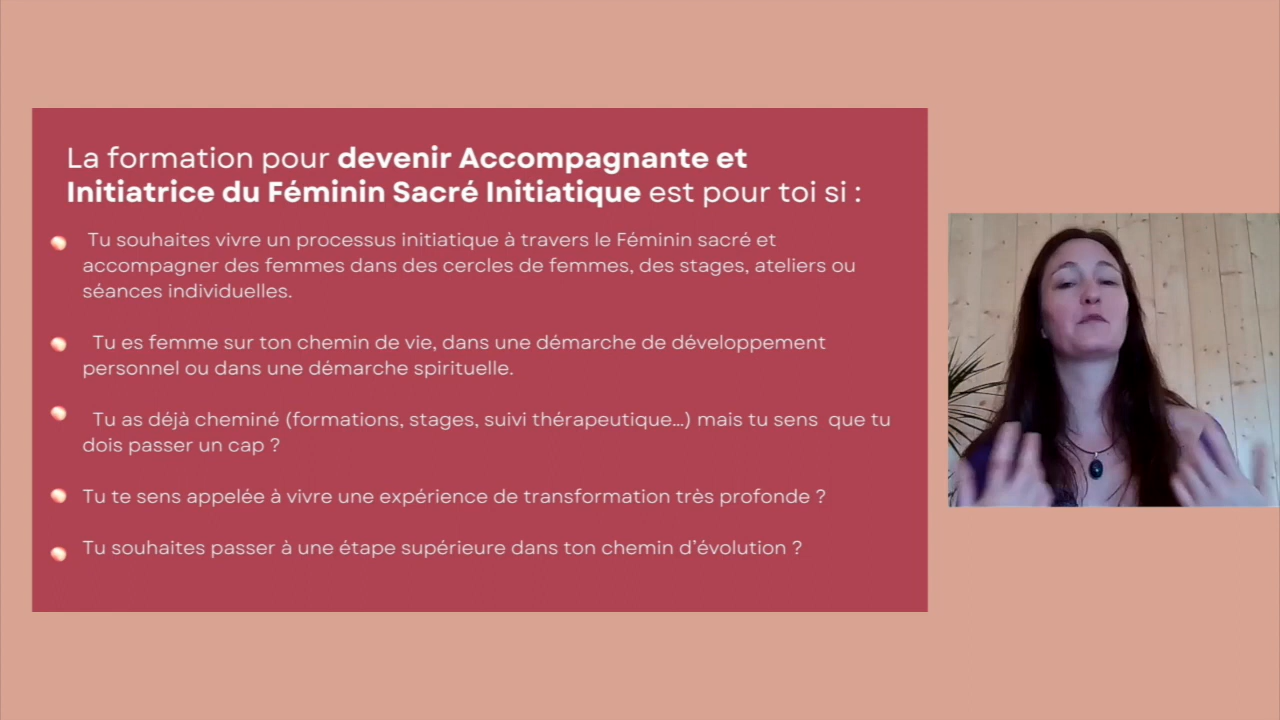 La formation pour devenir Accompagnante et
Initiatrice du Féminin Sacré Initiatique est pour toi si :
Tu souhaites vivre un processus initiatique à travers le Féminin sacré et
accompagner des femmes dans des cercles de femmes, des stages, ateliers ou
séances individuelles.
Tu es femme sur ton chemin de vie, dans une démarche de développement
personnel ou dans une démarche spirituelle.
Tu as déjà cheminé (formations, stages, suivi thérapeutique...) mais tu sens que tu
dois passer un cap ?
Tu te sens appelée à vivre une expérience de transformation très profonde ?
Tu souhaites passer à une étape supérieure dans ton chemin d'évolution ?